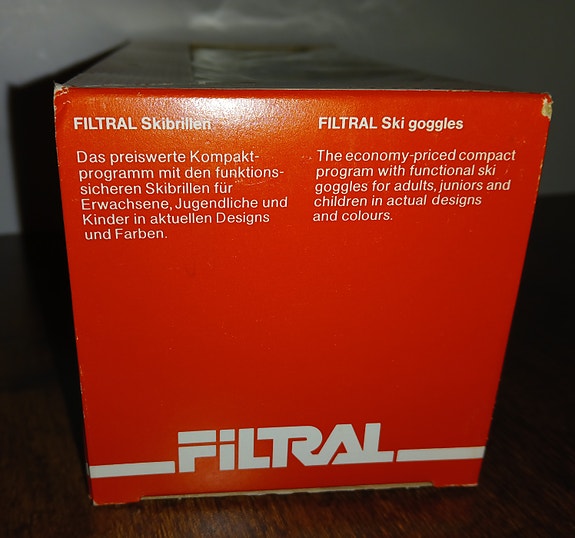 FILTRAL Skibrillen
Das preiswerte Kompakt-
programm mit den funktions-
sicheren Skibrillen für
Erwachsene, Jugendliche und
Kinder in aktuellen Designs
und Farben.
FILTRAL Ski goggles
The economy-priced compact
program with functional ski
goggles for adults, juniors and
children in actual designs
and colours.
FiLTRAL